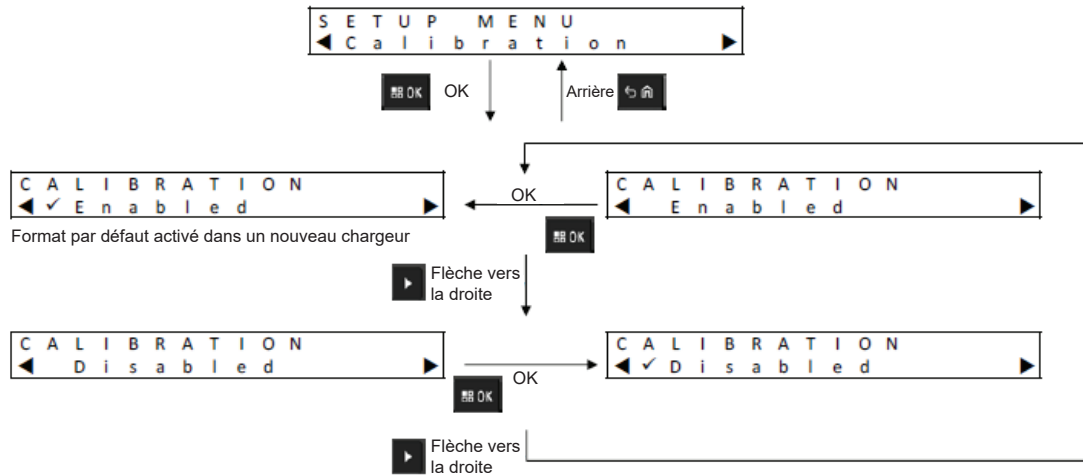 SETUP MENU
◀Calibration▶
OK OK Arrière
CALIBRATION
◀✓Enabled▶
OK
OK
CALIBRATION
◀ Enabled▶
Format par défaut activé dans un nouveau chargeur
Flèche vers
la droite
CALIBRATION
◀ Disabled▶
OK
OK
CALIBRATION
◀✓Disabled▶
Flèche vers
la droite